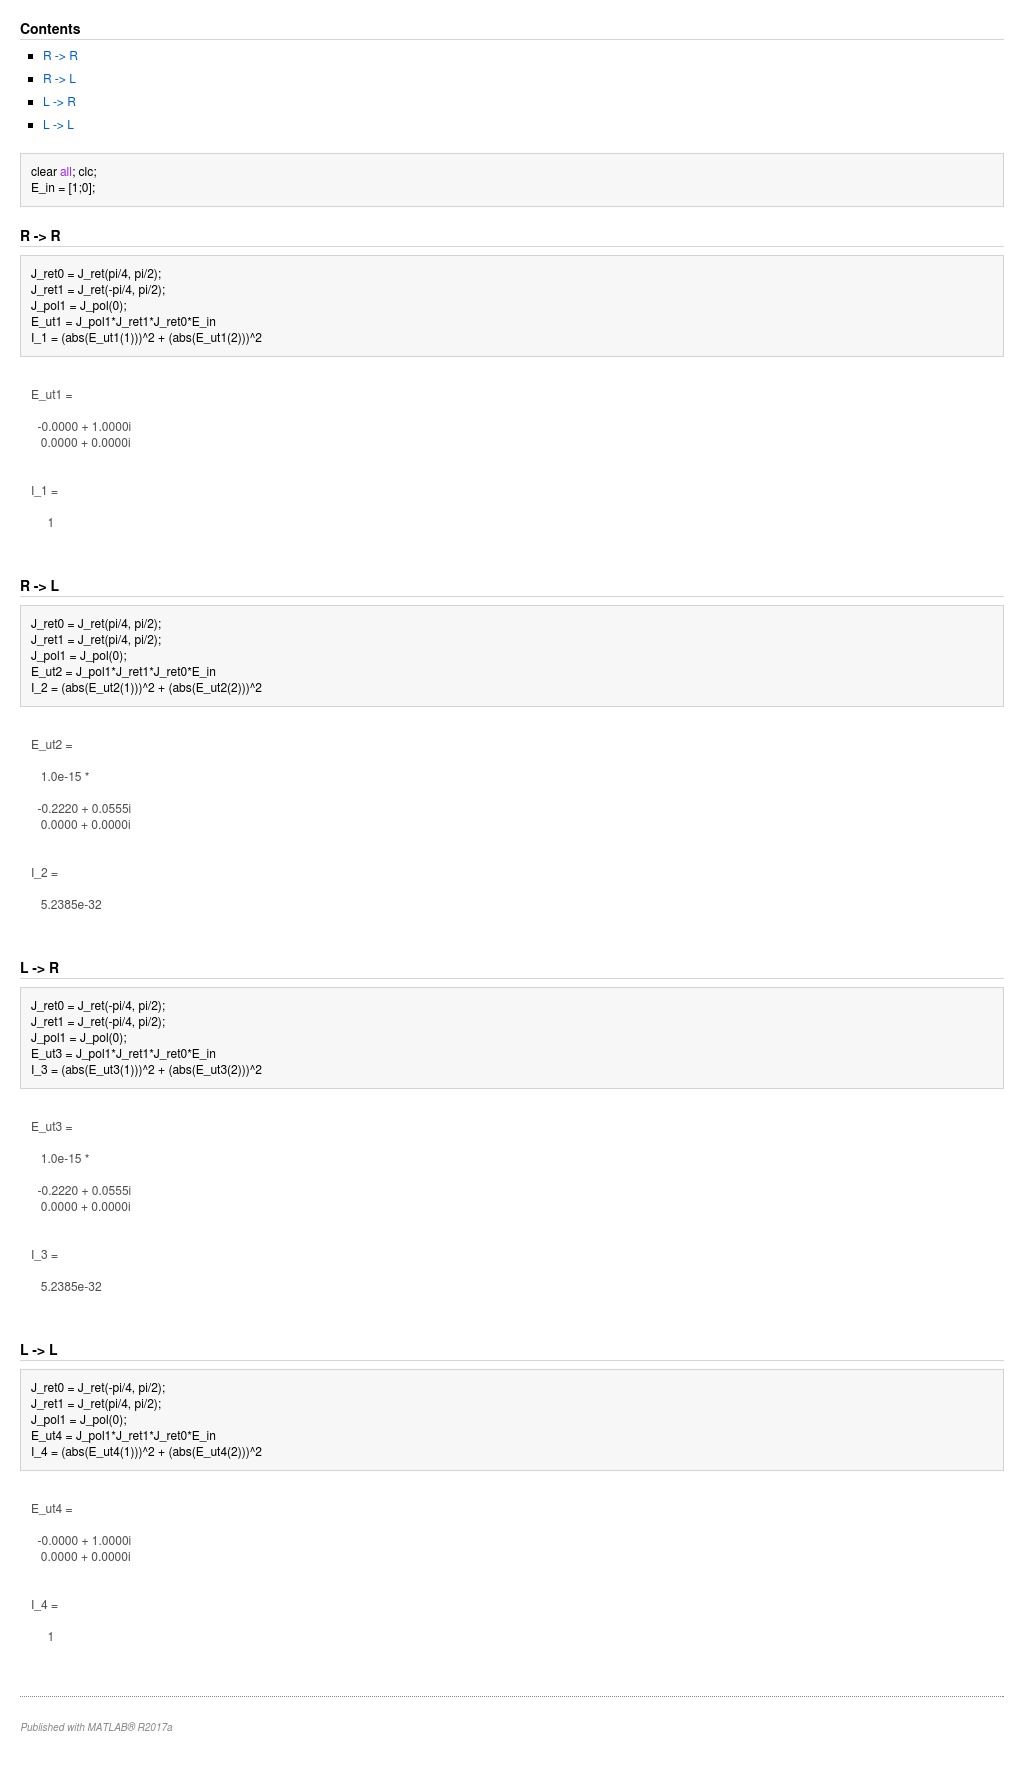 Contents
R -> R
R -> L
L -> R
L -> L
clear all; clc;
E_in = [1;0];
R -> R
J_ret0 = J_ret(pi/4, pi/2);
J_ret1 = J_ret(-pi/4, pi/2);
J_pol1 = J_pol(0);
E_ut1 = J_pol1*J_ret1*J_ret0*E_in
I_1 = (abs(E_ut1(1)))^2 + (abs(E_ut1(2)))^2
E_ut1 =
-0.0000 + 1.0000i
0.0000 + 0.0000i
I_1 =
1
R -> L
J_ret0 = J_ret(pi/4, pi/2);
J_ret1 = J_ret(pi/4, pi/2);
J_pol1 = J_pol(0);
E_ut2 = J_pol1*J_ret1*J_ret0*E_in
I_2 = (abs(E_ut2(1)))^2 + (abs(E_ut2(2)))^2
E_ut2 =
1.0e-15 *
-0.2220 + 0.0555i
0.0000 + 0.0000i
I_2 =
5.2385e-32
L -> R
J_ret0 = J_ret(-pi/4, pi/2);
J_ret1 = J_ret(-pi/4, pi/2);
J_pol1 = J_pol(0);
E_ut3 = J_pol1*J_ret1*J_ret0*E_in
I_3 = (abs(E_ut3(1)))^2 + (abs(E_ut3(2)))^2
E_ut3 =
1.0e-15 *
-0.2220 + 0.0555i
0.0000 + 0.0000i
I_3 =
5.2385e-32
L -> L
J_ret0 = J_ret(-pi/4, pi/2);
J_ret1 = J_ret(pi/4, pi/2);
J_pol1 = J_pol(0);
E_ut4 = J_pol1*J_ret1*J_ret0*E_in
I_4 = (abs(E_ut4(1)))^2 + (abs(E_ut4(2)))^2
E_ut4 =
-0.0000 + 1.0000i
0.0000 + 0.0000i
I_4 =
1
Published with MATLAB® R2017a